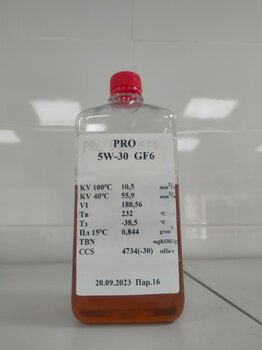 PRO
5W-30 GF6
KV 100°C 10,5 mm²/s
KV 40°C 55,9 mm²/s
VI 180,56
Тв 232 °C
Тз -38,5 °C
Пл 15°C 0,844 g/sm³
TBN mgKOH/
CCS 4734(-30) мПа·с
20.09.2023 Пар.16